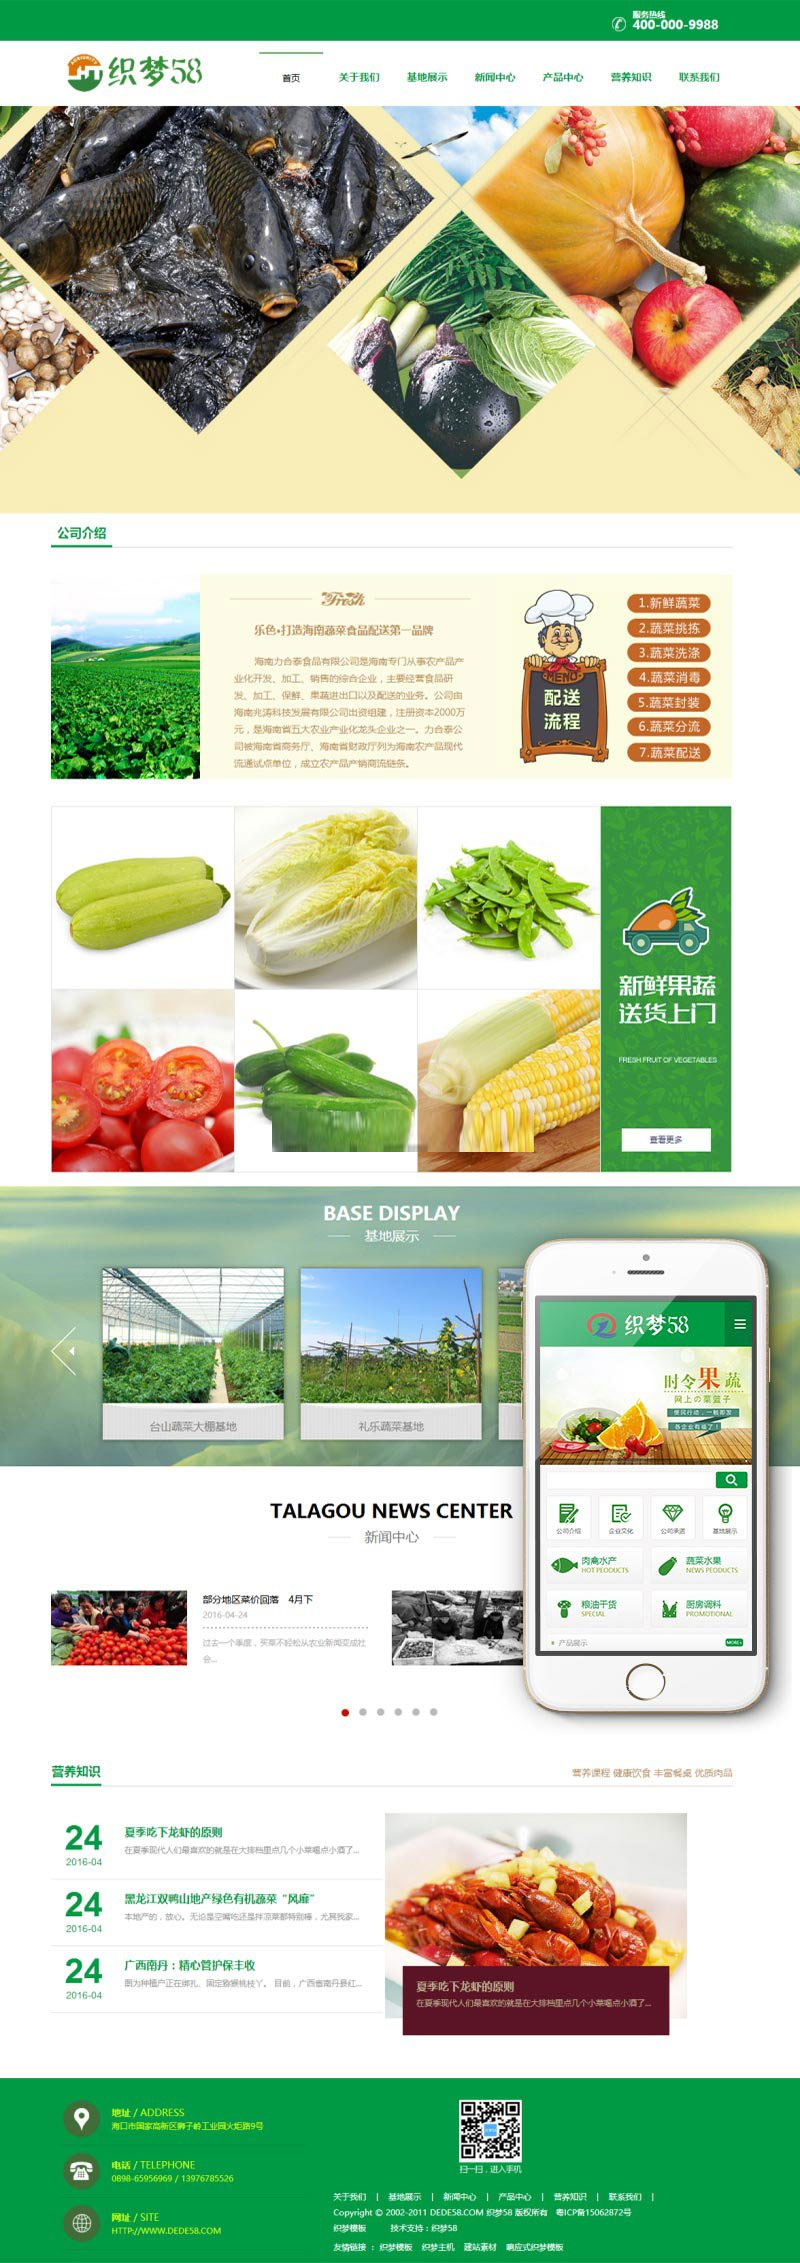 服务热线
400-000-9988
织梦58
首页 关于我们 基地展示 新闻中心 产品中心 营养知识 联系我们
公司介绍
Fresh
乐色•打造海南蔬菜食品配送第一品牌
海南力合泰食品有限公司是海南专门从事农产品产
业化开发、加工、销售的综合企业，主要经营食品研
发、加工、保鲜、果蔬进出口以及配送的业务。公司由
海南兆涛科技发展有限公司出资组建，注册资本2000万
元，是海南省五大农业产业化龙头企业之一。力合泰公
司被海南省商务厅、海南省财政厅列为海南农产品现代
流通试点单位，成立农产品产销商流链条。
MENU
配送
流程
1.新鲜蔬菜
2.蔬菜挑拣
3.蔬菜洗涤
4.蔬菜消毒
5.蔬菜封装
6.蔬菜分流
7.蔬菜配送
新鲜果蔬
送货上门
FRESH FRUIT OF VEGETABLES
查看更多
BASE DISPLAY
基地展示
台山蔬菜大棚基地
礼乐蔬菜基地
织梦58
时令果蔬
网上の菜篮子
公司介绍 企业文化 公司承诺 基地展示
肉禽水产
HOT PEODUCTS
蔬菜水果
NEWS PEODUCTS
粮油干货
SPECIAL
厨房调料
PROMOTIONAL
产品展示
MORE+
TALAGOU NEWS CENTER
新闻中心
部分地区菜价回落 4月下
2016-04-24
过去一个季度，买菜不轻松从农业新闻变成社
会...
营养知识
营养课程 健康饮食 丰富餐桌 优质肉品
24
2016-04
夏季吃下龙虾的原则
在夏季现代人们最喜欢的就是在大排档里点几个小菜喝点小酒了...
24
2016-04
黑龙江双鸭山地产绿色有机蔬菜“风靡”
本地产的，放心。无论是空嘴吃还是拌凉菜都特别棒，尤其我家...
24
2016-04
广西南丹：精心管护保丰收
图为种植户正在绑扎、固定猕猴桃桂丫。 目前，广西省南丹县红...
夏季吃下龙虾的原则
在夏季现代人们最喜欢的就是在大排档里点几个小菜喝点小酒了...
地址 / ADDRESS
海口市国家高新区狮子岭工业园火炬路9号
电话 / TELEPHONE
0898-65956969 / 13976785526
网址 / SITE
HTTP://WWW.DEDE58.COM
扫一扫，进入手机
关于我们 | 基地展示 | 新闻中心 | 产品中心 | 营养知识 | 联系我们 |
Copyright © 2002-2011 DEDE58.COM 织梦58 版权所有 粤ICP备15062872号
织梦模板 技术支持：织梦58
友情链接 ： 织梦模板 织梦主机 建站素材 响应式织梦模板